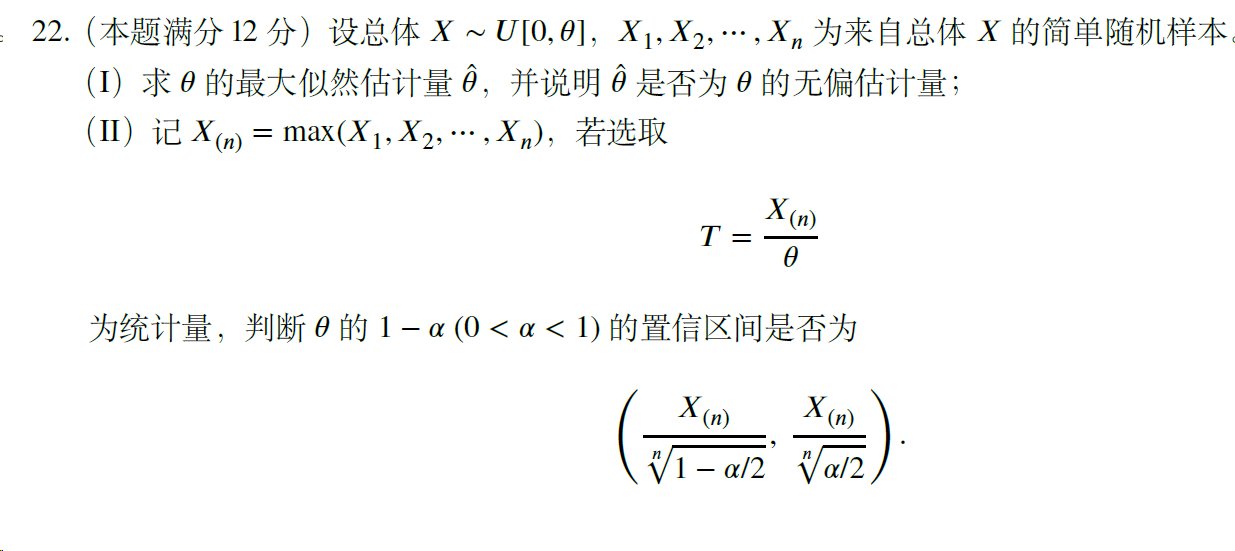 22.（本题满分 12 分）设总体 X ~ U[0, θ]，X₁, X₂, ⋯ , Xₙ 为来自总体 X 的简单随机样本。
（I）求 θ 的最大似然估计量 θ̂，并说明 θ̂ 是否为 θ 的无偏估计量；
（II）记 X₍ₙ₎ = max(X₁, X₂, ⋯ , Xₙ)，若选取
T = X₍ₙ₎ / θ
为统计量，判断 θ 的 1 − α (0 < α < 1) 的置信区间是否为
( X₍ₙ₎ / ⁿ√(1 − α/2), X₍ₙ₎ / ⁿ√(α/2) ).